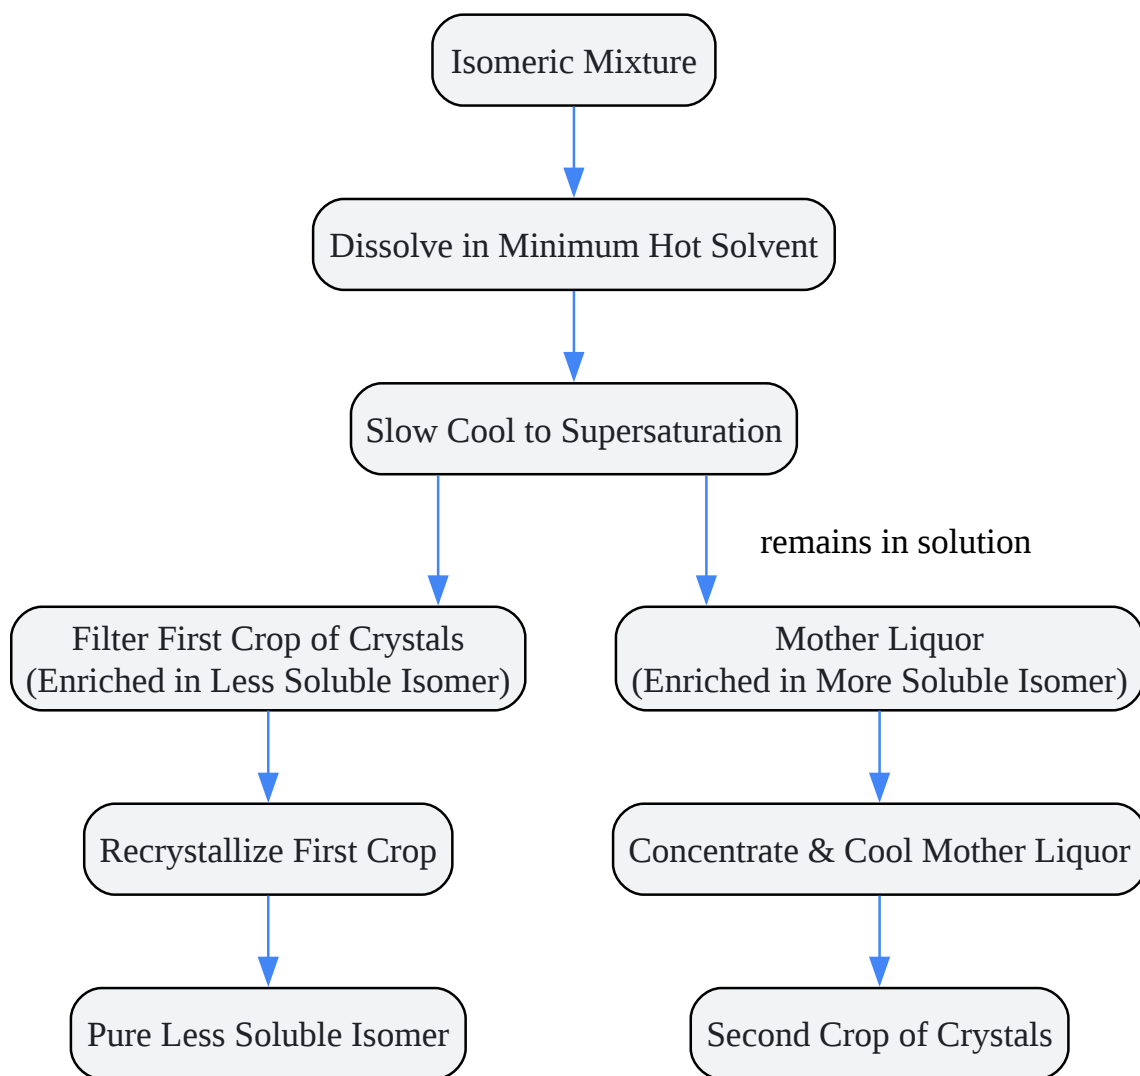 Isomeric Mixture
Dissolve in Minimum Hot Solvent
Slow Cool to Supersaturation
remains in solution
Filter First Crop of Crystals
(Enriched in Less Soluble Isomer)
Mother Liquor
(Enriched in More Soluble Isomer)
Recrystallize First Crop
Concentrate & Cool Mother Liquor
Pure Less Soluble Isomer
Second Crop of Crystals